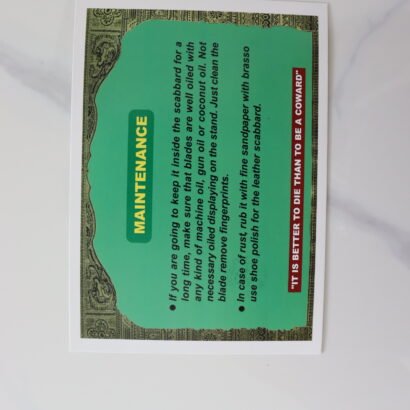 MAINTENANCE
● If you are going to keep it inside the scabbard for a
long time, make sure that blades are well oiled with
any kind of machine oil, gun oil or coconut oil. Not
necessary oiled displaying on the stand. Just clean the
blade remove fingerprints.
● In case of rust, rub it with fine sandpaper with brasso
use shoe polish for the leather scabbard.
"IT IS BETTER TO DIE THAN TO BE A COWARD"